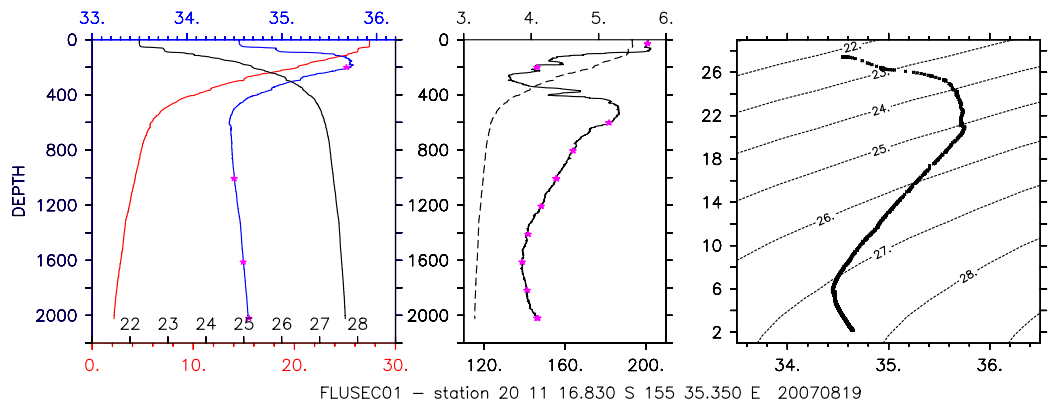 33. 34. 35. 36.
3. 4. 5. 6.
0 0
400 400
800 800
1200 1200
1600 1600
2000 2000
DEPTH
22 23 24 25 26 27 28
0. 10. 20. 30.
120. 160. 200.
26
22
18
14
10
6
2
22.
23.
24.
25.
26.
27.
28.
34. 35. 36.
FLUSEC01 – station 20 11 16.830 S 155 35.350 E 20070819